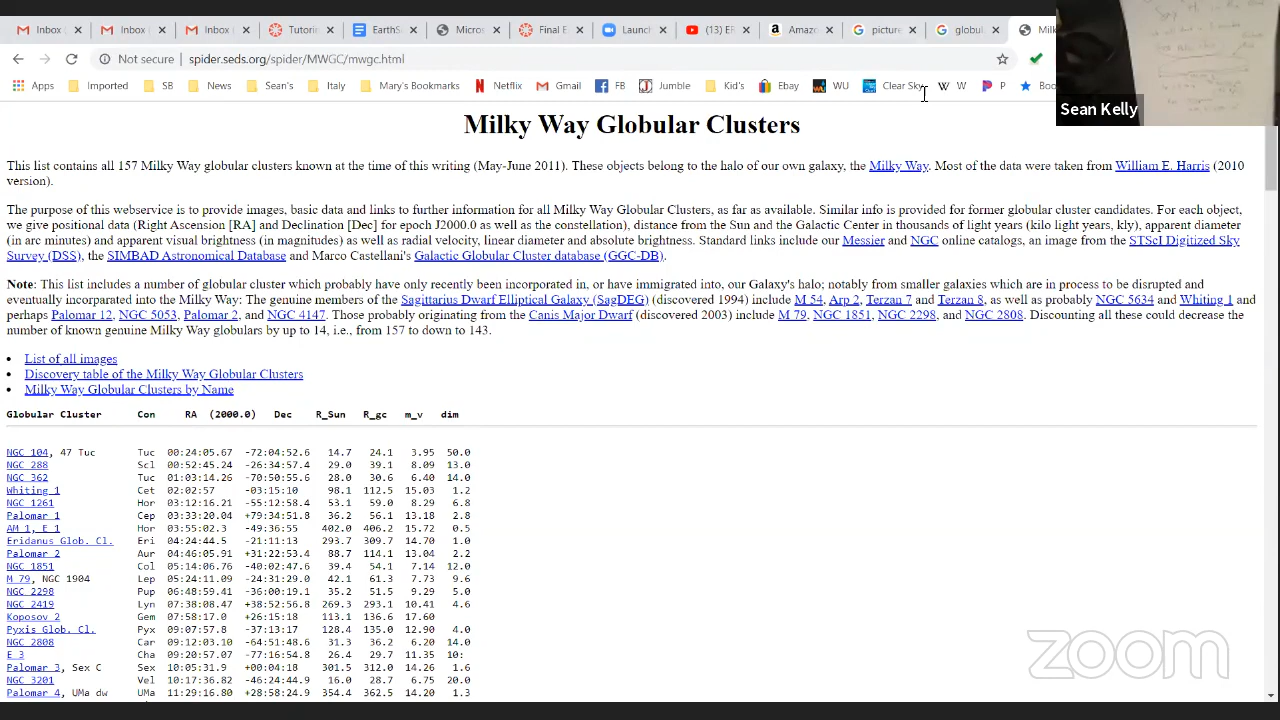 Inbox (
Inbox (
Inbox (
Tutorie
EarthS
Micros
Final E
Launc
(13) ER
Amazo
picture
globul
Milk
Not secure | spider.seds.org/spider/MWGC/mwgc.html
Apps Imported SB News Sean's Italy Mary's Bookmarks Netflix Gmail FB Jumble Kid's Ebay WU Clear Sky W P Boo
Sean Kelly
Milky Way Globular Clusters
This list contains all 157 Milky Way globular clusters known at the time of this writing (May-June 2011). These objects belong to the halo of our own galaxy, the Milky Way. Most of the data were taken from William E. Harris (2010
version).
The purpose of this webservice is to provide images, basic data and links to further information for all Milky Way Globular Clusters, as far as available. Similar info is provided for former globular cluster candidates. For each object,
we give positional data (Right Ascension [RA] and Declination [Dec] for epoch J2000.0 as well as the constellation), distance from the Sun and the Galactic Center in thousands of light years (kilo light years, kly), apparent diameter
(in arc minutes) and apparent visual brightness (in magnitudes) as well as radial velocity, linear diameter and absolute brightness. Standard links include our Messier and NGC online catalogs, an image from the STScI Digitized Sky
Survey (DSS), the SIMBAD Astronomical Database and Marco Castellani's Galactic Globular Cluster database (GGC-DB).
Note: This list includes a number of globular cluster which probably have only recently been incorporated in, or have immigrated into, our Galaxy's halo; notably from smaller galaxies which are in process to be disrupted and
eventually incorparated into the Milky Way: The genuine members of the Sagittarius Dwarf Elliptical Galaxy (SagDEG) (discovered 1994) include M 54, Arp 2, Terzan 7 and Terzan 8, as well as probably NGC 5634 and Whiting 1 and
perhaps Palomar 12, NGC 5053, Palomar 2, and NGC 4147. Those probably originating from the Canis Major Dwarf (discovered 2003) include M 79, NGC 1851, NGC 2298, and NGC 2808. Discounting all these could decrease the
number of known genuine Milky Way globulars by up to 14, i.e., from 157 to down to 143.
• List of all images
• Discovery table of the Milky Way Globular Clusters
• Milky Way Globular Clusters by Name
Globular Cluster Con RA (2000.0) Dec R_Sun R_gc m_v dim
NGC 104, 47 Tuc Tuc 00:24:05.67 -72:04:52.6 14.7 24.1 3.95 50.0
NGC 288 Scl 00:52:45.24 -26:34:57.4 29.0 39.1 8.09 13.0
NGC 362 Tuc 01:03:14.26 -70:50:55.6 28.0 30.6 6.40 14.0
Whiting 1 Cet 02:02:57 -03:15:10 98.1 112.5 15.03 1.2
NGC 1261 Hor 03:12:16.21 -55:12:58.4 53.1 59.0 8.29 6.8
Palomar 1 Cep 03:33:20.04 +79:34:51.8 36.2 56.1 13.18 2.8
AM 1, E 1 Hor 03:55:02.3 -49:36:55 402.0 406.2 15.72 0.5
Eridanus Glob. Cl. Eri 04:24:44.5 -21:11:13 293.7 309.7 14.70 1.0
Palomar 2 Aur 04:46:05.91 +31:22:53.4 88.7 114.1 13.04 2.2
NGC 1851 Col 05:14:06.76 -40:02:47.6 39.4 54.1 7.14 12.0
M 79, NGC 1904 Lep 05:24:11.09 -24:31:29.0 42.1 61.3 7.73 9.6
NGC 2298 Pup 06:48:59.41 -36:00:19.1 35.2 51.5 9.29 5.0
NGC 2419 Lyn 07:38:08.47 +38:52:56.8 269.3 293.1 10.41 4.6
Koposov 2 Gem 07:58:17.0 +26:15:18 113.1 136.6 17.60
Pyxis Glob. Cl. Pyx 09:07:57.8 -37:13:17 128.4 135.0 12.90 4.0
NGC 2808 Car 09:12:03.10 -64:51:48.6 31.3 36.2 6.20 14.0
E 3 Cha 09:20:57.07 -77:16:54.8 26.4 29.7 11.35 10:
Palomar 3, Sex C Sex 10:05:31.9 +00:04:18 301.5 312.0 14.26 1.6
NGC 3201 Vel 10:17:36.82 -46:24:44.9 16.0 28.7 6.75 20.0
Palomar 4, UMa dw UMa 11:29:16.80 +28:58:24.9 354.4 362.5 14.20 1.3
zoom